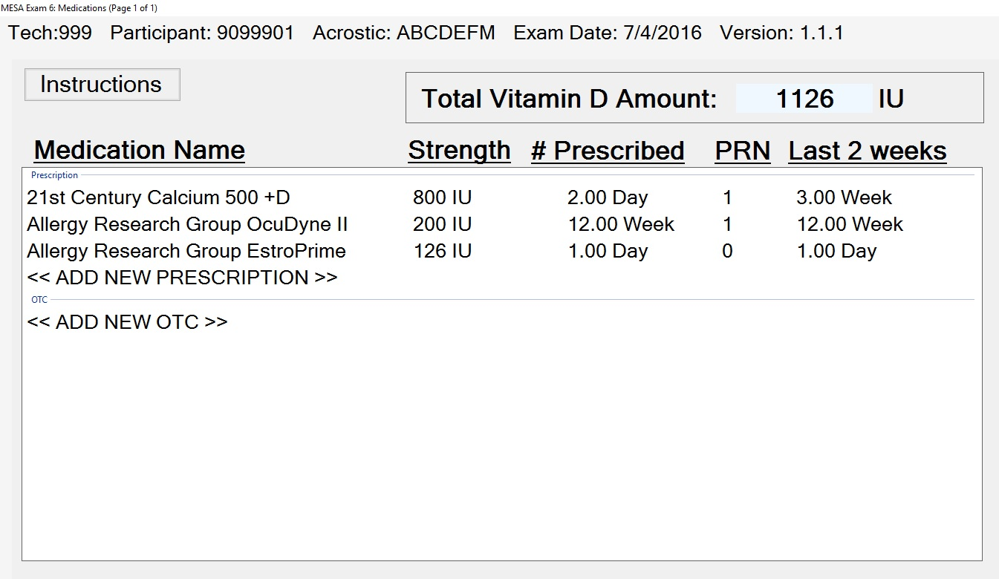 MESA Exam 6: Medications (Page 1 of 1)
Tech:999 Participant: 9099901 Acrostic: ABCDEFM Exam Date: 7/4/2016 Version: 1.1.1
Instructions
Total Vitamin D Amount: 1126 IU
Medication Name Strength # Prescribed PRN Last 2 weeks
Prescription
21st Century Calcium 500 +D 800 IU 2.00 Day 1 3.00 Week
Allergy Research Group OcuDyne II 200 IU 12.00 Week 1 12.00 Week
Allergy Research Group EstroPrime 126 IU 1.00 Day 0 1.00 Day
<< ADD NEW PRESCRIPTION >>
OTC
<< ADD NEW OTC >>